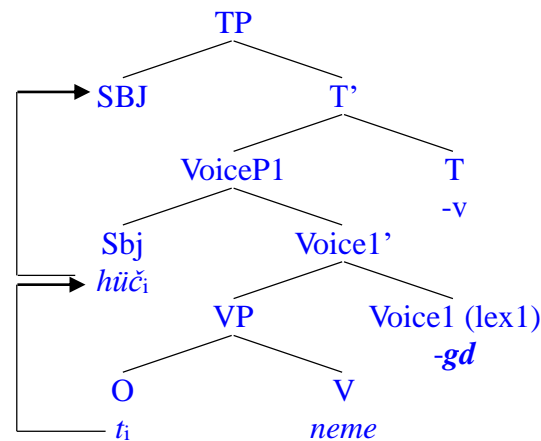 TP
SBJ T’
VoiceP1 T
-v
Sbj Voice1’
hüči
VP Voice1 (lex1)
-gd
O V
ti neme